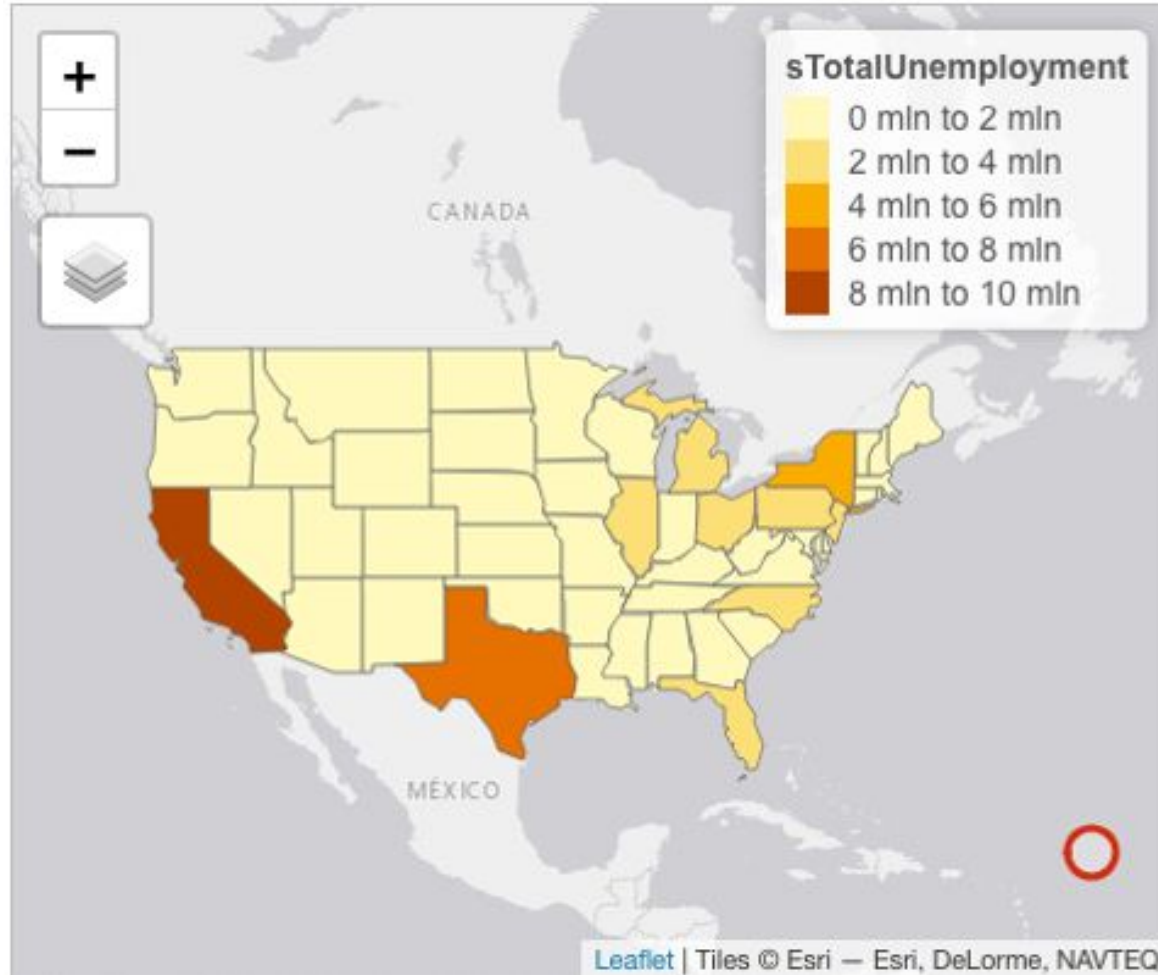 +
−
sTotalUnemployment
0 mln to 2 mln
2 mln to 4 mln
4 mln to 6 mln
6 mln to 8 mln
8 mln to 10 mln
CANADA
MÉXICO
Leaflet | Tiles © Esri — Esri, DeLorme, NAVTEQ